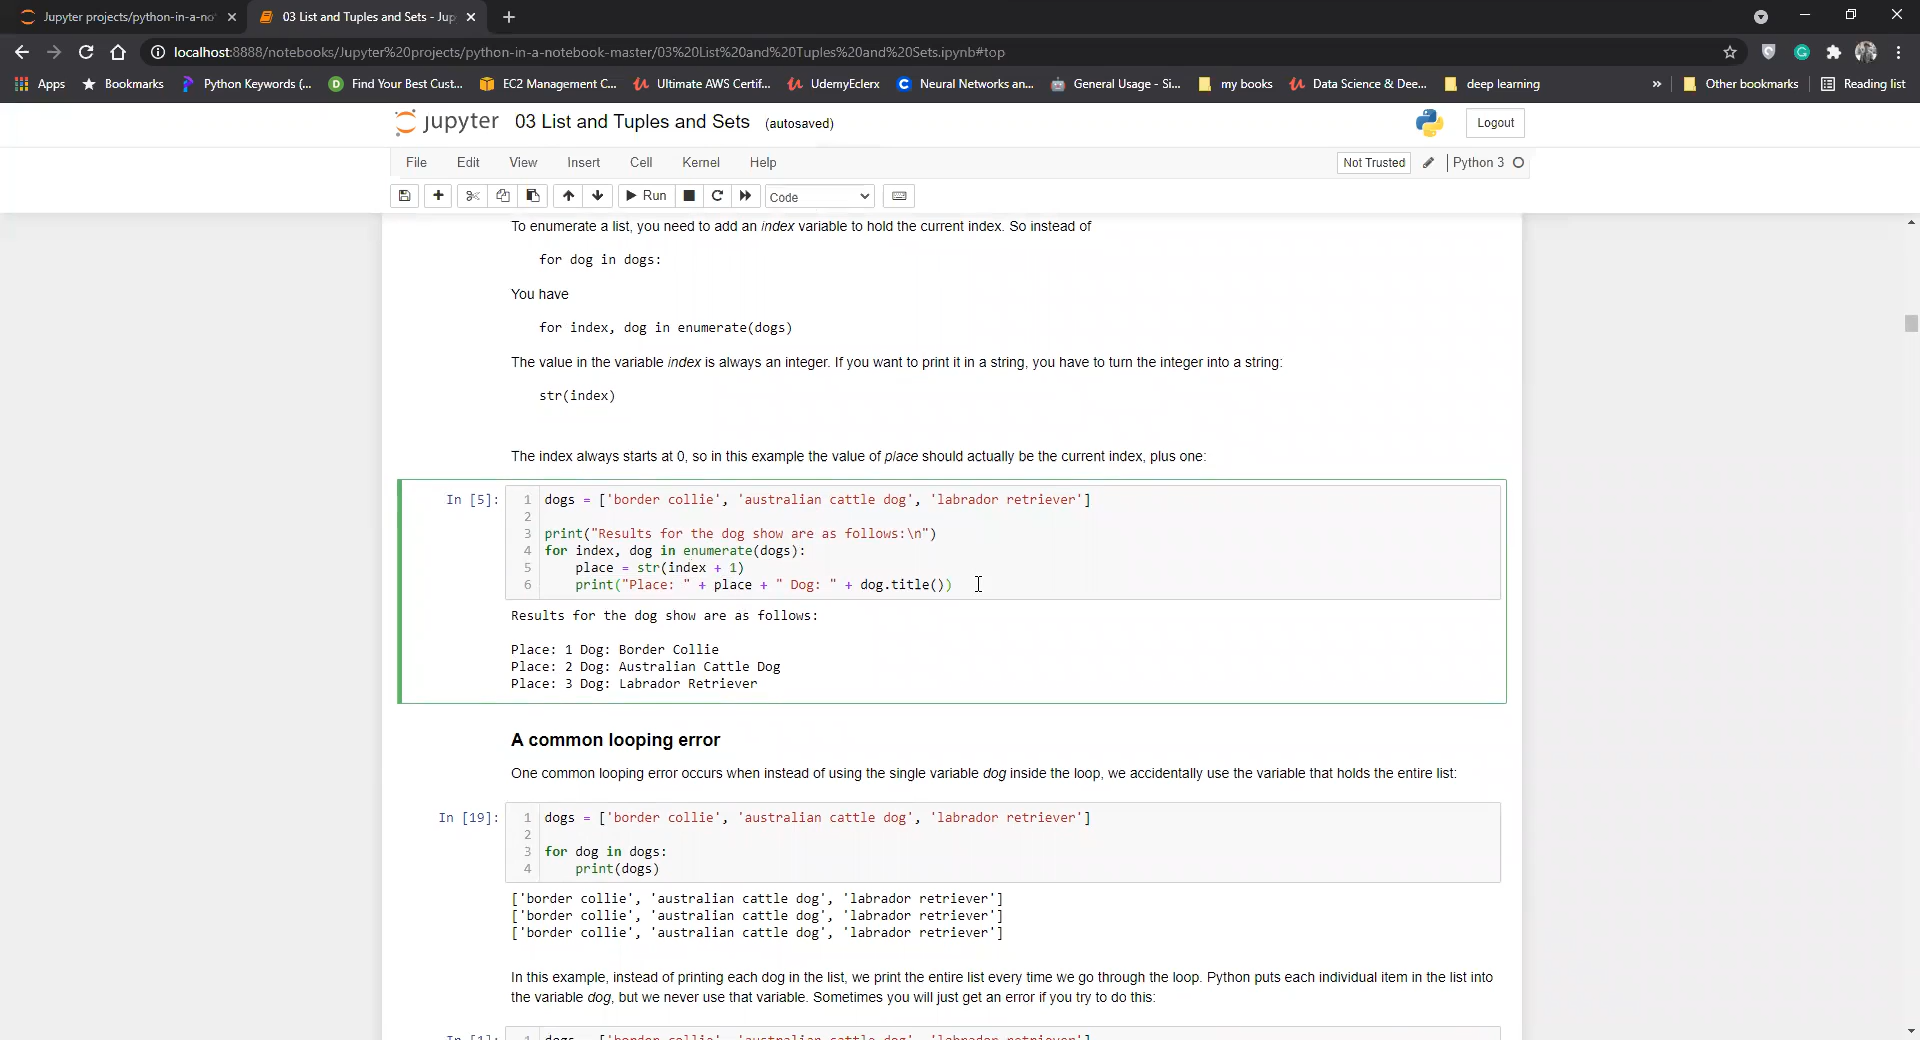 Jupyter projects/python-in-a-no
03 List and Tuples and Sets - Jup
localhost:8888/notebooks/Jupyter%20projects/python-in-a-notebook-master/03%20List%20and%20Tuples%20and%20Sets.ipynb#top
Apps Bookmarks Python Keywords (... Find Your Best Cust... EC2 Management C... Ultimate AWS Certif... UdemyEclerx Neural Networks an... General Usage - Si... my books Data Science & Dee... deep learning » Other bookmarks Reading list
jupyter 03 List and Tuples and Sets (autosaved) Logout
File Edit View Insert Cell Kernel Help Not Trusted Python 3
Run Code
To enumerate a list, you need to add an index variable to hold the current index. So instead of
for dog in dogs:
You have
for index, dog in enumerate(dogs)
The value in the variable index is always an integer. If you want to print it in a string, you have to turn the integer into a string:
str(index)
The index always starts at 0, so in this example the value of place should actually be the current index, plus one:
In [5]: 1 dogs = ['border collie', 'australian cattle dog', 'labrador retriever']
2
3 print("Results for the dog show are as follows:\n")
4 for index, dog in enumerate(dogs):
5 place = str(index + 1)
6 print("Place: " + place + " Dog: " + dog.title())
Results for the dog show are as follows:
Place: 1 Dog: Border Collie
Place: 2 Dog: Australian Cattle Dog
Place: 3 Dog: Labrador Retriever
A common looping error
One common looping error occurs when instead of using the single variable dog inside the loop, we accidentally use the variable that holds the entire list:
In [19]: 1 dogs = ['border collie', 'australian cattle dog', 'labrador retriever']
2
3 for dog in dogs:
4 print(dogs)
['border collie', 'australian cattle dog', 'labrador retriever']
['border collie', 'australian cattle dog', 'labrador retriever']
['border collie', 'australian cattle dog', 'labrador retriever']
In this example, instead of printing each dog in the list, we print the entire list every time we go through the loop. Python puts each individual item in the list into
the variable dog, but we never use that variable. Sometimes you will just get an error if you try to do this:
In [1]: 1 dogs = ['border collie', 'australian cattle dog', 'labrador retriever']